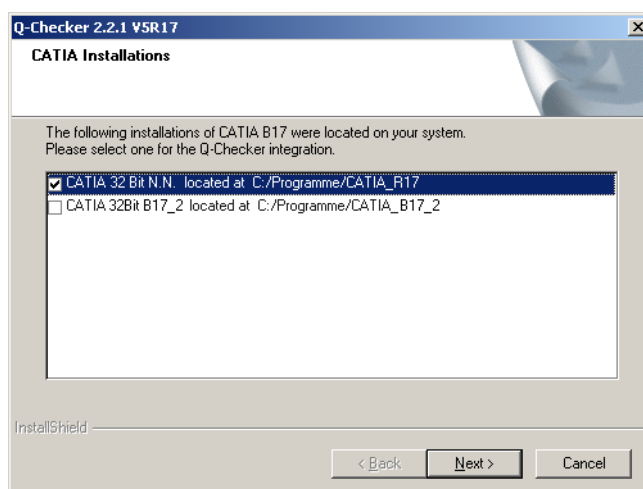 Q-Checker 2.2.1 V5R17
CATIA Installations
The following installations of CATIA B17 were located on your system.
Please select one for the Q-Checker integration.
CATIA 32 Bit N.N. located at C:/Programme/CATIA_R17
CATIA 32Bit B17_2 located at C:/Programme/CATIA_B17_2
InstallShield
< Back
Next >
Cancel